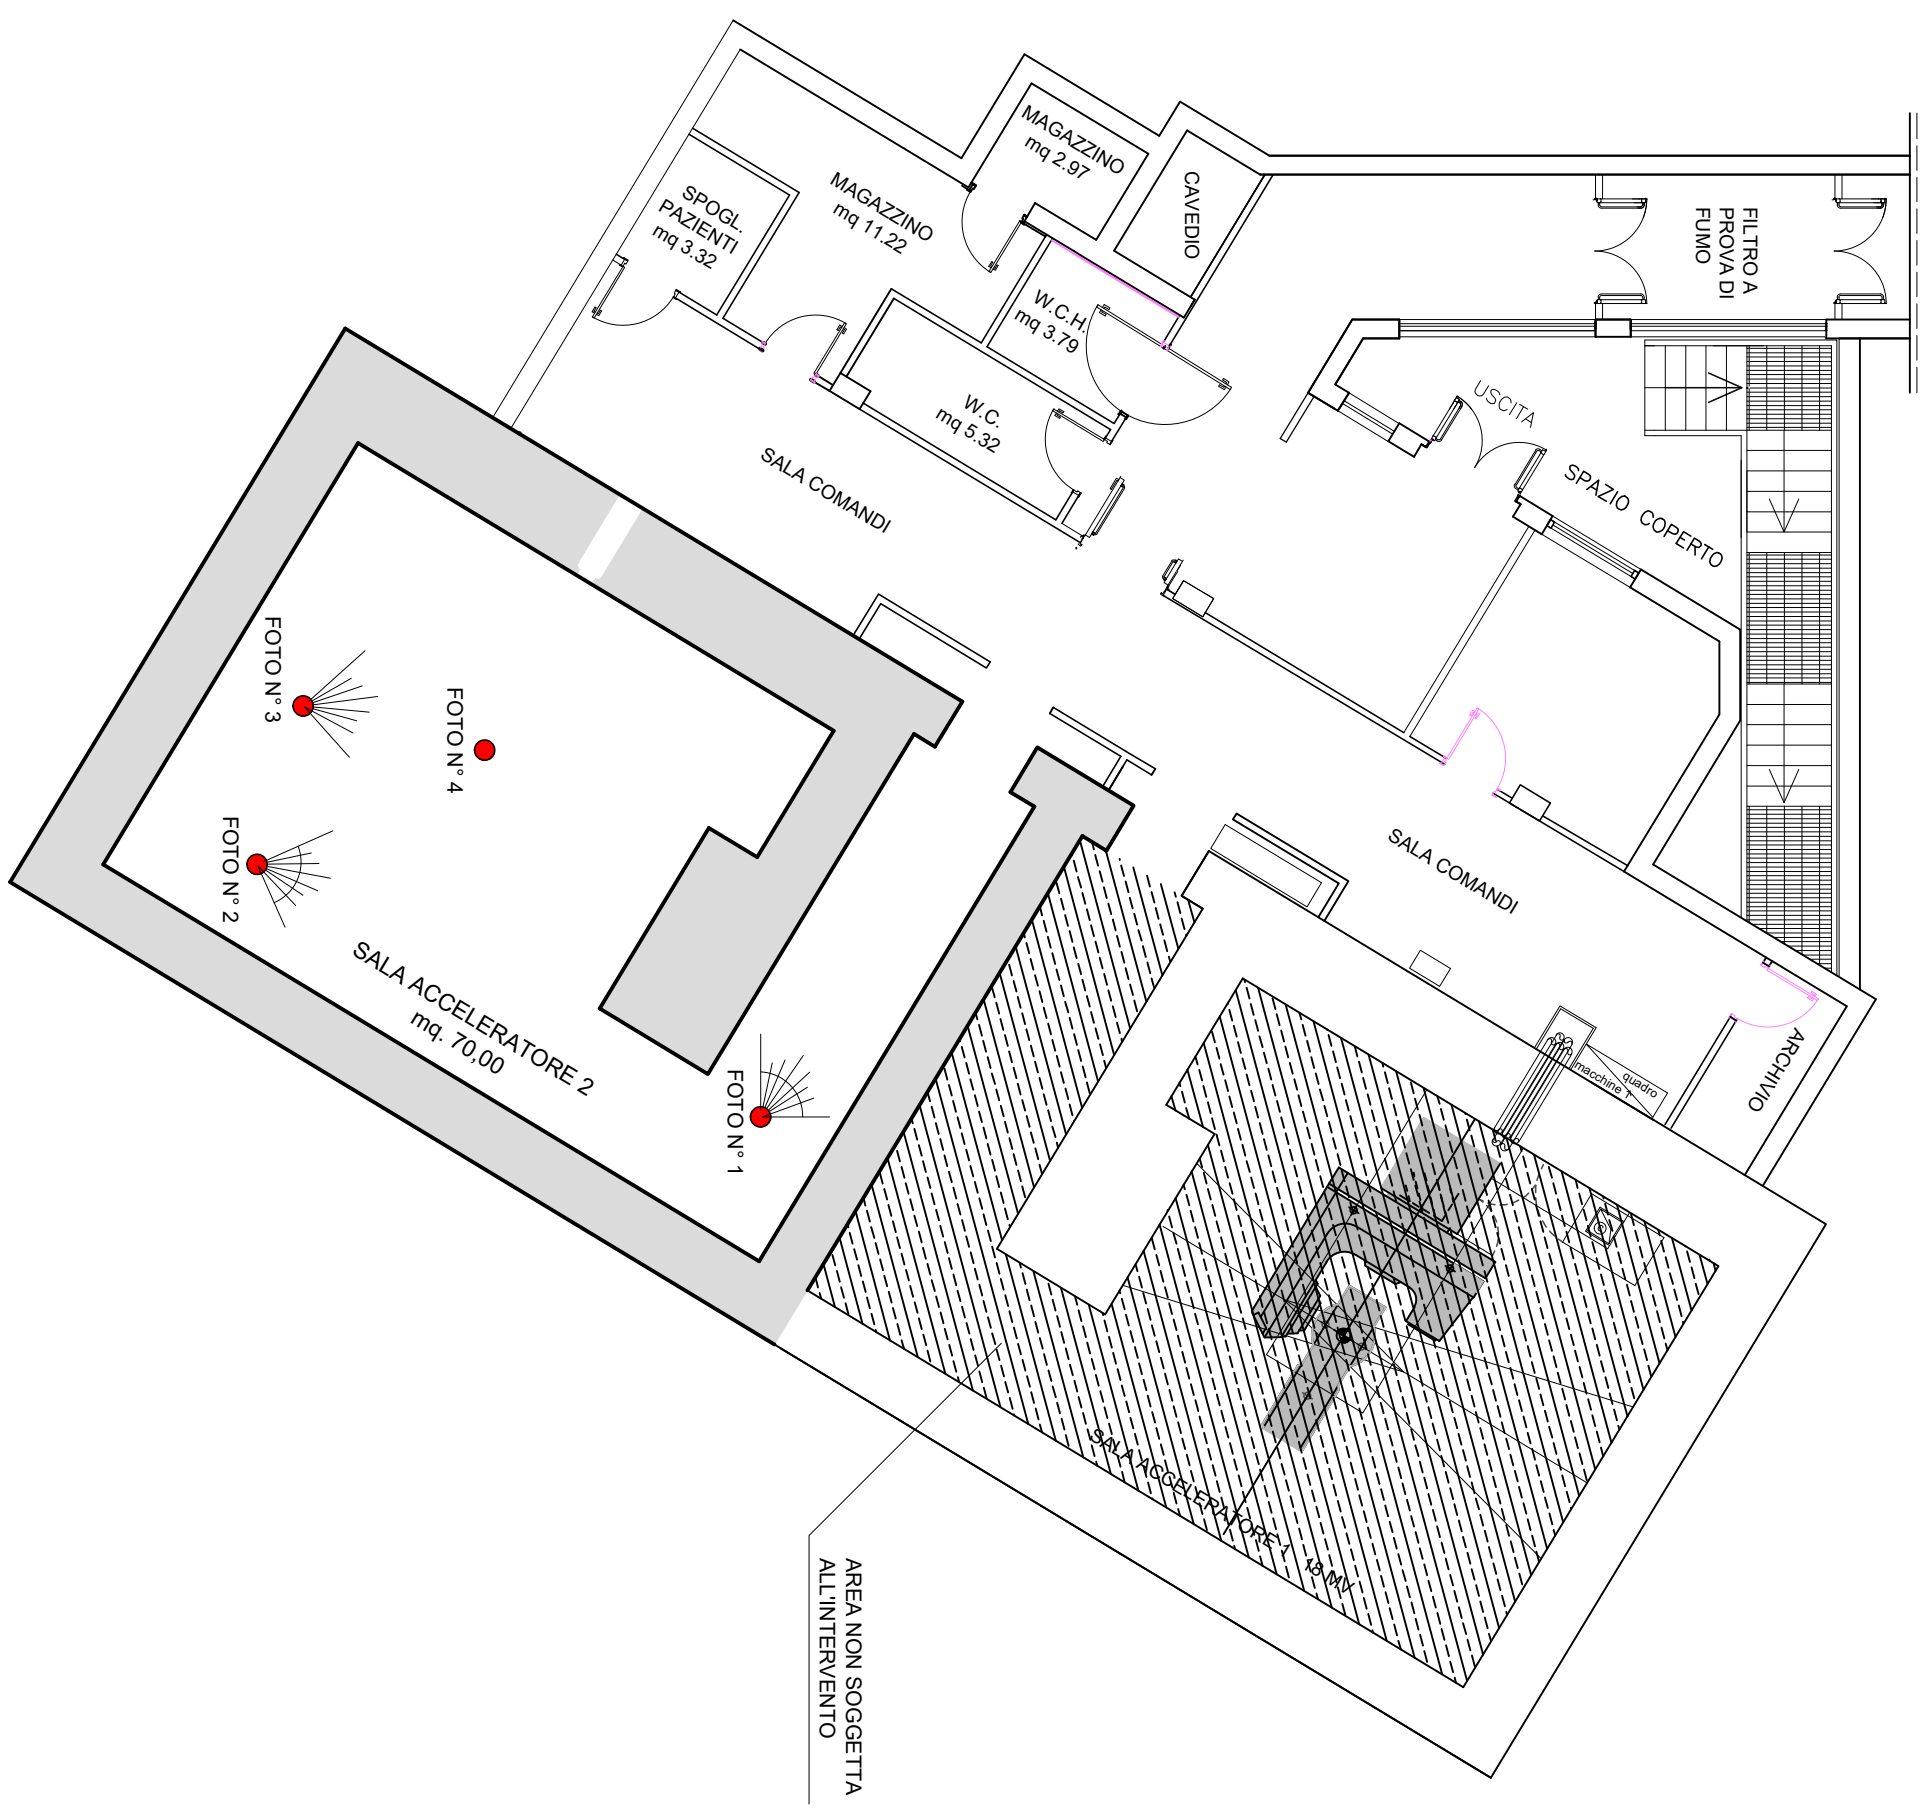 MAGAZZINO
mq 2.97
CAVEDIO
FILTRO A
PROVA DI
FUMO
MAGAZZINO
mq 11.22
SPOGL.
PAZIENTI
mq 3.32
W.C.H.
mq 3.79
W.C.
mq 5.32
USCITA
SPAZIO COPERTO
SALA COMANDI
SALA COMANDI
ARCHIVIO
quadro
macchine 1
FOTO N° 3
FOTO N° 4
FOTO N° 2
FOTO N° 1
SALA ACCELERATORE 2
mq. 70,00
SALA ACCELERATORE 1 18 MV
AREA NON SOGGETTA
ALL'INTERVENTO